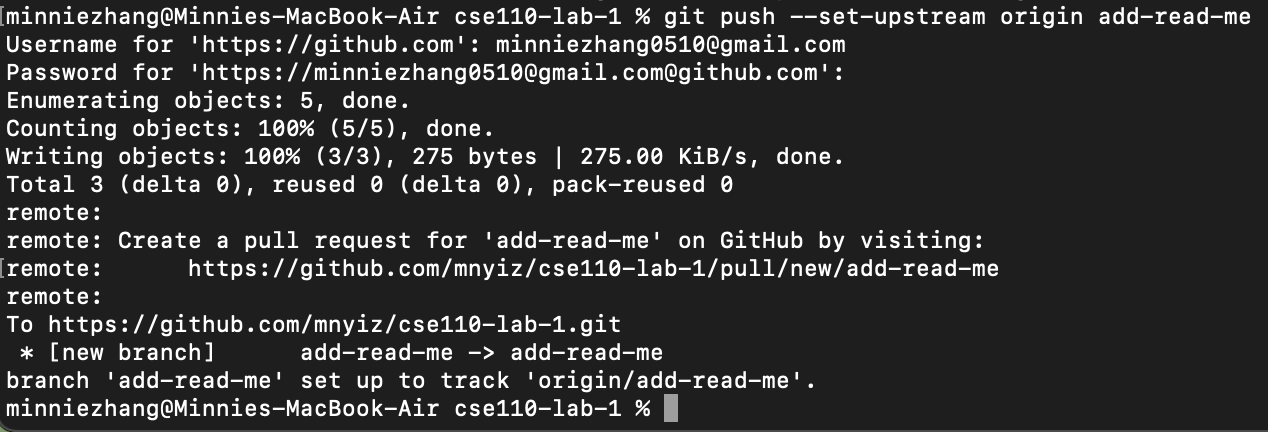 [minniezhang@Minnies-MacBook-Air cse110-lab-1 % git push --set-upstream origin add-read-me
Username for 'https://github.com': minniezhang0510@gmail.com
Password for 'https://minniezhang0510@gmail.com@github.com':
Enumerating objects: 5, done.
Counting objects: 100% (5/5), done.
Writing objects: 100% (3/3), 275 bytes | 275.00 KiB/s, done.
Total 3 (delta 0), reused 0 (delta 0), pack-reused 0
remote:
remote: Create a pull request for 'add-read-me' on GitHub by visiting:
[remote:      https://github.com/mnyiz/cse110-lab-1/pull/new/add-read-me
remote:
To https://github.com/mnyiz/cse110-lab-1.git
 * [new branch]      add-read-me -> add-read-me
branch 'add-read-me' set up to track 'origin/add-read-me'.
minniezhang@Minnies-MacBook-Air cse110-lab-1 %